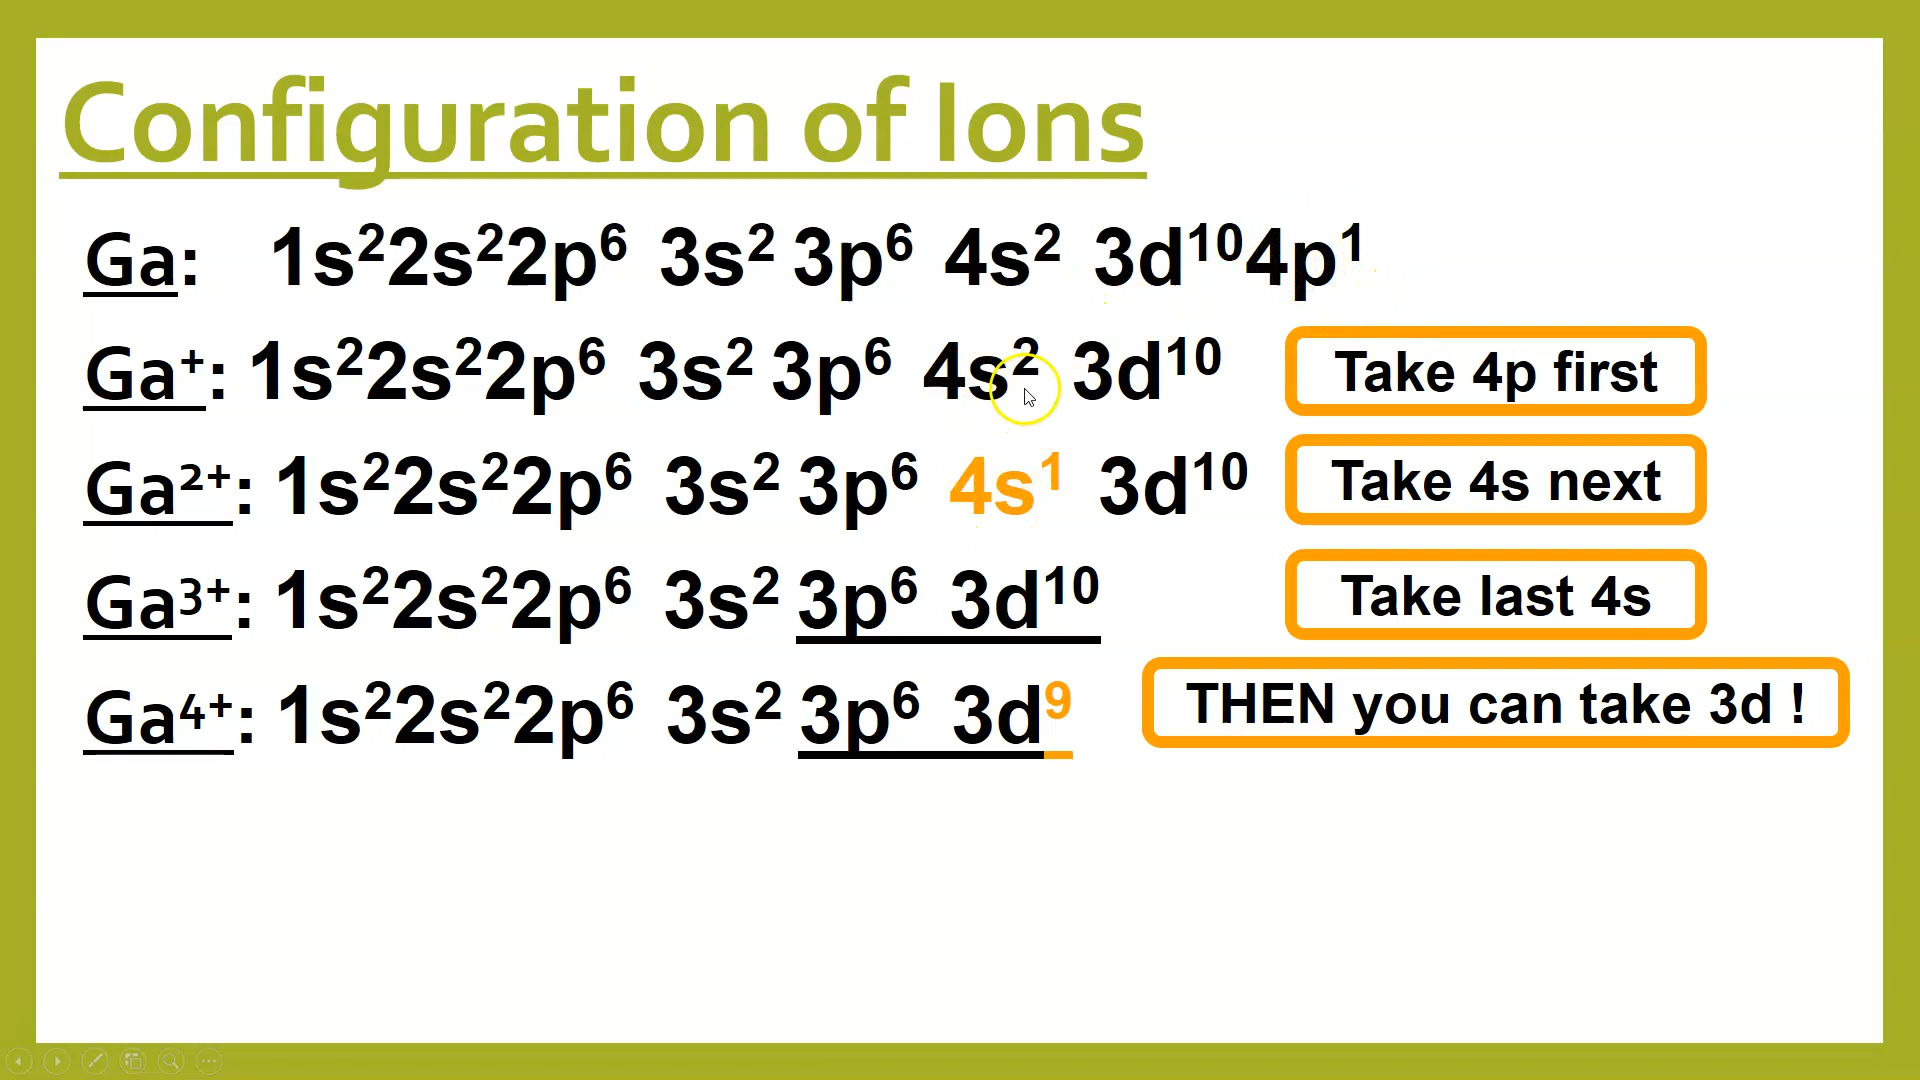 Configuration of Ions
Ga: 1s²2s²2p⁶ 3s² 3p⁶ 4s² 3d¹⁰4p¹
Ga⁺: 1s²2s²2p⁶ 3s² 3p⁶ 4s² 3d¹⁰ Take 4p first
Ga²⁺: 1s²2s²2p⁶ 3s² 3p⁶ 4s¹ 3d¹⁰ Take 4s next
Ga³⁺: 1s²2s²2p⁶ 3s² 3p⁶ 3d¹⁰ Take last 4s
Ga⁴⁺: 1s²2s²2p⁶ 3s² 3p⁶ 3d⁹ THEN you can take 3d !